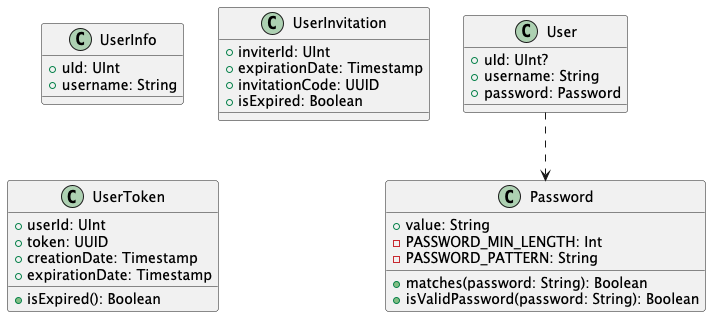 C UserInfo
uId: UInt
username: String
C UserInvitation
inviterId: UInt
expirationDate: Timestamp
invitationCode: UUID
isExpired: Boolean
C User
uId: UInt?
username: String
password: Password
C UserToken
userId: UInt
token: UUID
creationDate: Timestamp
expirationDate: Timestamp
isExpired(): Boolean
C Password
value: String
PASSWORD_MIN_LENGTH: Int
PASSWORD_PATTERN: String
matches(password: String): Boolean
isValidPassword(password: String): Boolean